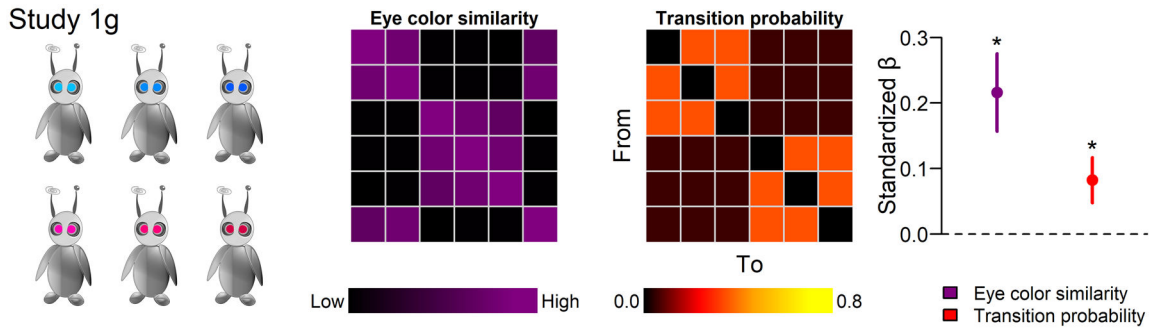 Study 1g
Eye color similarity
Low
High
Transition probability
From
To
0.0
0.8
Standardized β
0.3
0.2
0.1
0.0
*
*
Eye color similarity
Transition probability